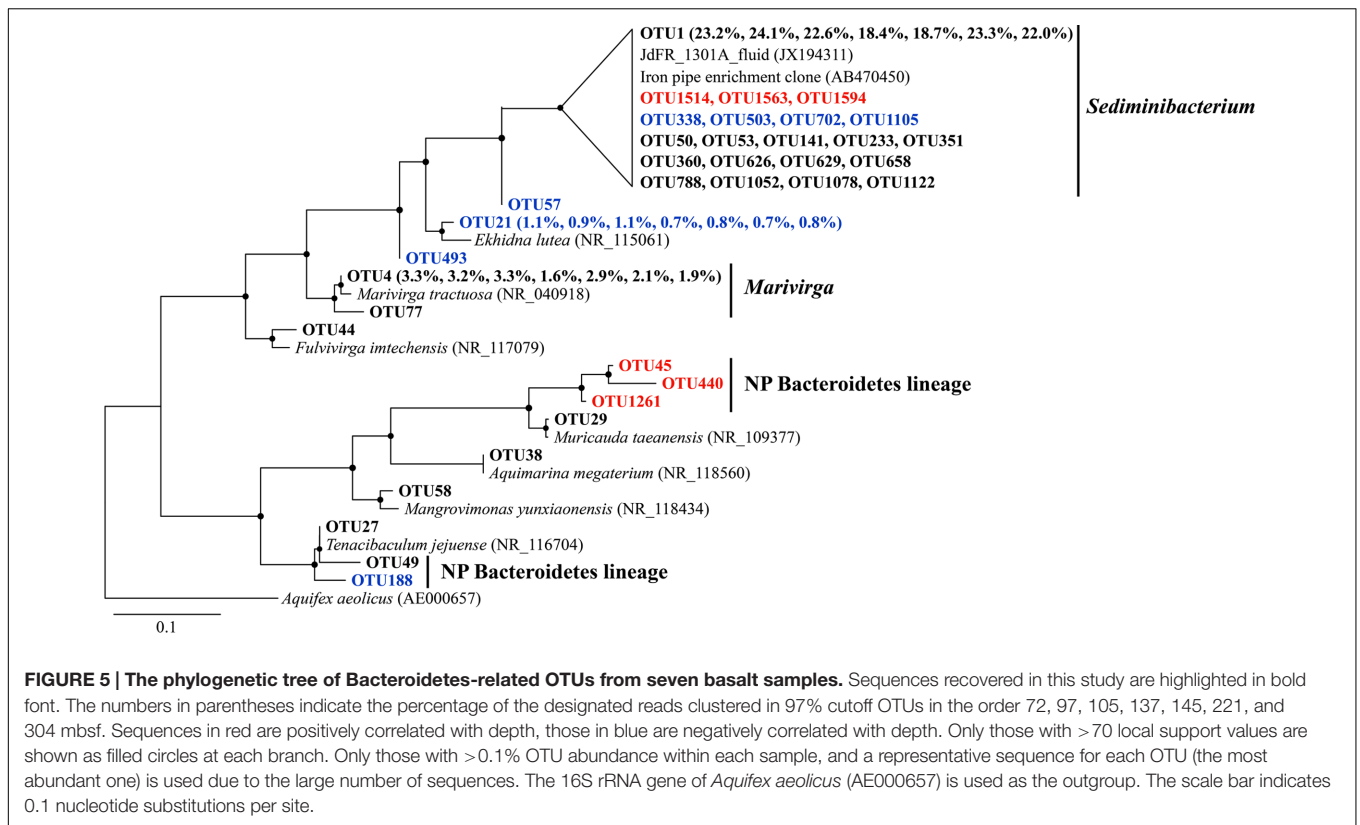 OTU1 (23.2%, 24.1%, 22.6%, 18.4%, 18.7%, 23.3%, 22.0%)
JdFR_1301A_fluid (JX194311)
Iron pipe enrichment clone (AB470450)
OTU1514, OTU1563, OTU1594
OTU338, OTU503, OTU702, OTU1105
OTU50, OTU53, OTU141, OTU233, OTU351
OTU360, OTU626, OTU629, OTU658
OTU788, OTU1052, OTU1078, OTU1122
Sediminibacterium
OTU57
OTU21 (1.1%, 0.9%, 1.1%, 0.7%, 0.8%, 0.7%, 0.8%)
Ekhidna lutea (NR_115061)
OTU493
OTU4 (3.3%, 3.2%, 3.3%, 1.6%, 2.9%, 2.1%, 1.9%)
Marivirga tractuosa (NR_040918)
OTU77
Marivirga
OTU44
Fulvivirga imtechensis (NR_117079)
OTU45
OTU440
OTU1261
NP Bacteroidetes lineage
OTU29
Muricauda taeanensis (NR_109377)
OTU38
Aquimarina megaterium (NR_118560)
OTU58
Mangrovimonas yunxiaonensis (NR_118434)
OTU27
Tenacibaculum jejuense (NR_116704)
OTU49
OTU188
NP Bacteroidetes lineage
Aquifex aeolicus (AE000657)
0.1
FIGURE 5 | The phylogenetic tree of Bacteroidetes-related OTUs from seven basalt samples. Sequences recovered in this study are highlighted in bold
font. The numbers in parentheses indicate the percentage of the designated reads clustered in 97% cutoff OTUs in the order 72, 97, 105, 137, 145, 221, and
304 mbsf. Sequences in red are positively correlated with depth, those in blue are negatively correlated with depth. Only those with >70 local support values are
shown as filled circles at each branch. Only those with >0.1% OTU abundance within each sample, and a representative sequence for each OTU (the most
abundant one) is used due to the large number of sequences. The 16S rRNA gene of Aquifex aeolicus (AE000657) is used as the outgroup. The scale bar indicates
0.1 nucleotide substitutions per site.